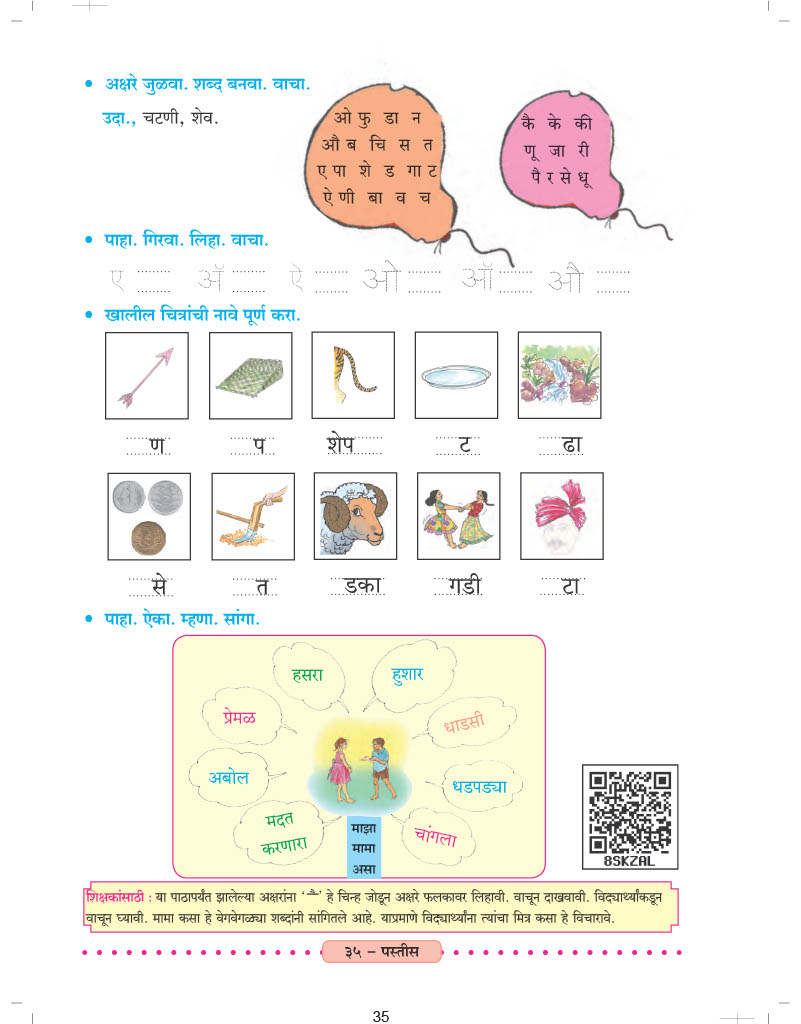 • अक्षरे जुळवा. शब्द बनवा. वाचा.
उदा., चटणी, शेव.
ओ फु डा न
औ ब चि स त
ए पा शे ड गा ट
ऐ णी बा व च
कै के की
णू जा री
पै र से धू
• पाहा. गिरवा. लिहा. वाचा.
ए ........ ॲ ........ ऐ ........ ओ ........ ऑ ........ औ ........
• खालील चित्रांची नावे पूर्ण करा.
......ण ......प शेप...... ......ट ......ढा
......से ......त ......डका ......गडी ......टा
• पाहा. ऐका. म्हणा. सांगा.
हसरा हुशार
प्रेमळ धाडसी
अबोल धडपड्या
मदत
करणारा
चांगला
माझा
मामा
असा
8SKZAL
शिक्षकांसाठी : या पाठापर्यंत झालेल्या अक्षरांना ‘ ै ’ हे चिन्ह जोडून अक्षरे फलकावर लिहावी. वाचून दाखवावी. विद्यार्थ्यांकडून
वाचून घ्यावी. मामा कसा हे वेगवेगळ्या शब्दांनी सांगितले आहे. याप्रमाणे विद्यार्थ्यांना त्यांचा मित्र कसा हे विचारावे.
३५ – पस्तीस
35